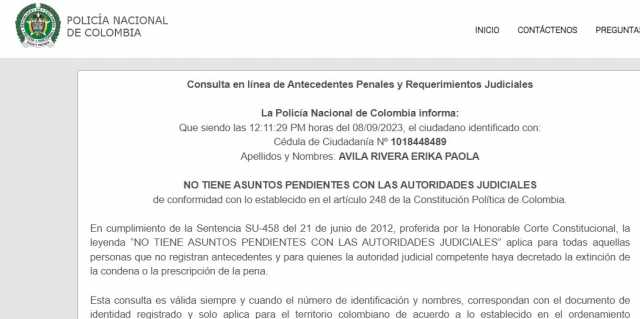 POLICÍA NACIONAL
DE COLOMBIA
INICIO CONTÁCTENOS PREGUNTAS
Consulta en línea de Antecedentes Penales y Requerimientos Judiciales
La Policía Nacional de Colombia informa:
Que siendo las 12:11:29 PM horas del 08/09/2023, el ciudadano identificado con:
Cédula de Ciudadanía Nº 1018448489
Apellidos y Nombres: AVILA RIVERA ERIKA PAOLA
NO TIENE ASUNTOS PENDIENTES CON LAS AUTORIDADES JUDICIALES
de conformidad con lo establecido en el artículo 248 de la Constitución Política de Colombia.
En cumplimiento de la Sentencia SU-458 del 21 de junio de 2012, proferida por la Honorable Corte Constitucional, la
leyenda "NO TIENE ASUNTOS PENDIENTES CON LAS AUTORIDADES JUDICIALES" aplica para todas aquellas
personas que no registran antecedentes y para quienes la autoridad judicial competente haya decretado la extinción de
la condena o la prescripción de la pena.
Esta consulta es válida siempre y cuando el número de identificación y nombres, correspondan con el documento de
identidad registrado y solo aplica para el territorio colombiano de acuerdo a lo establecido en el ordenamiento